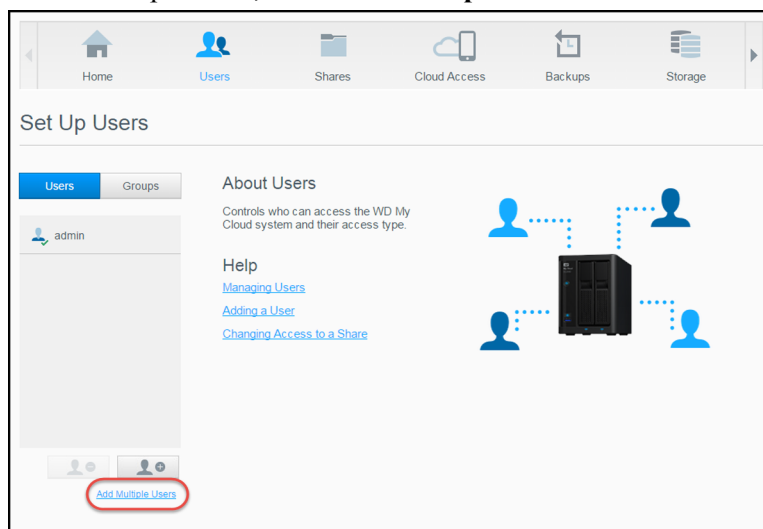 Home
Users
Shares
Cloud Access
Backups
Storage
Set Up Users
Users
Groups
admin
About Users
Controls who can access the WD My
Cloud system and their access type.
Help
Managing Users
Adding a User
Changing Access to a Share
Add Multiple Users